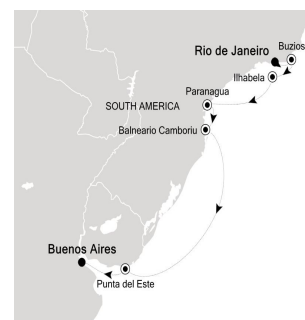 Rio de Janeiro
Buzios
Ilhabela
Paranagua
SOUTH AMERICA
Balneario Camboriu
Buenos Aires
Punta del Este